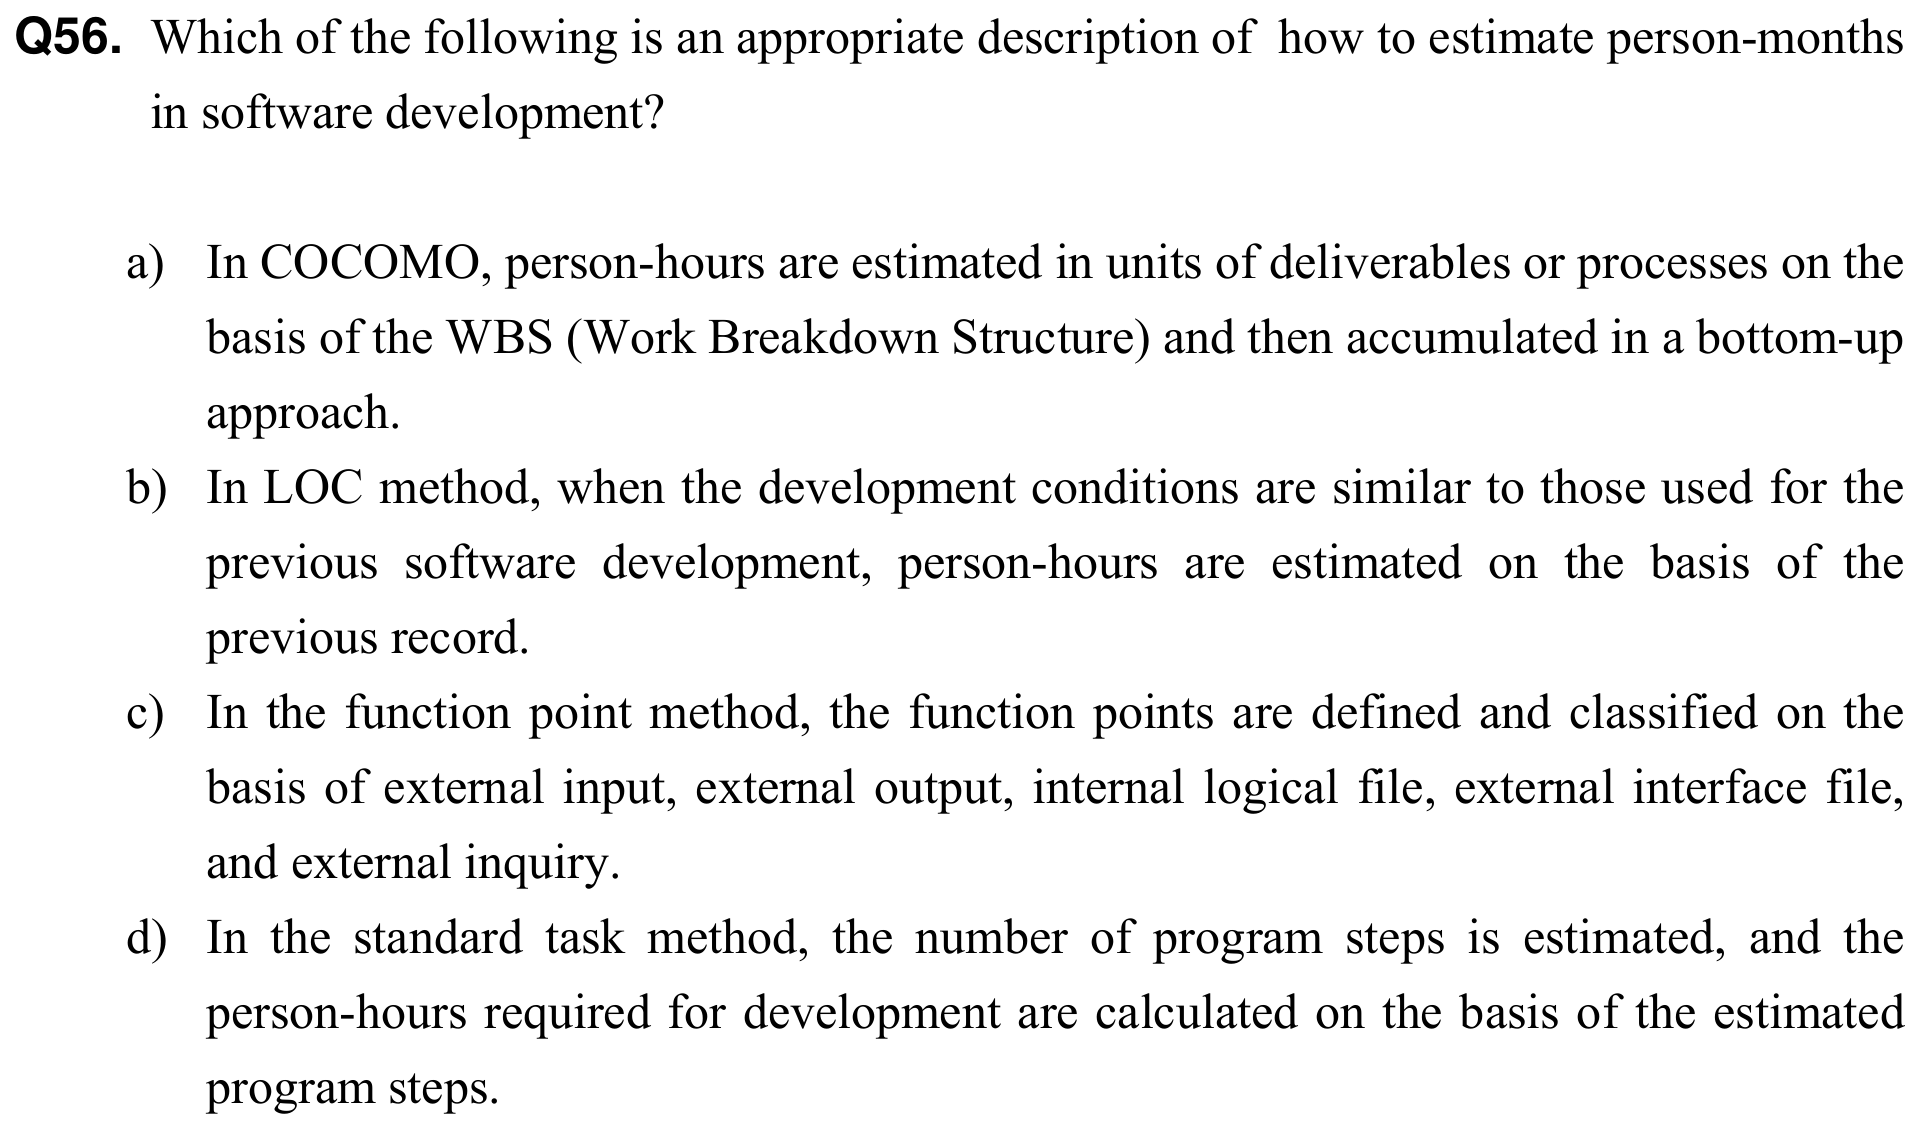 Q56. Which of the following is an appropriate description of how to estimate person-months
in software development?
a) In COCOMO, person-hours are estimated in units of deliverables or processes on the
basis of the WBS (Work Breakdown Structure) and then accumulated in a bottom-up
approach.
b) In LOC method, when the development conditions are similar to those used for the
previous software development, person-hours are estimated on the basis of the
previous record.
c) In the function point method, the function points are defined and classified on the
basis of external input, external output, internal logical file, external interface file,
and external inquiry.
d) In the standard task method, the number of program steps is estimated, and the
person-hours required for development are calculated on the basis of the estimated
program steps.